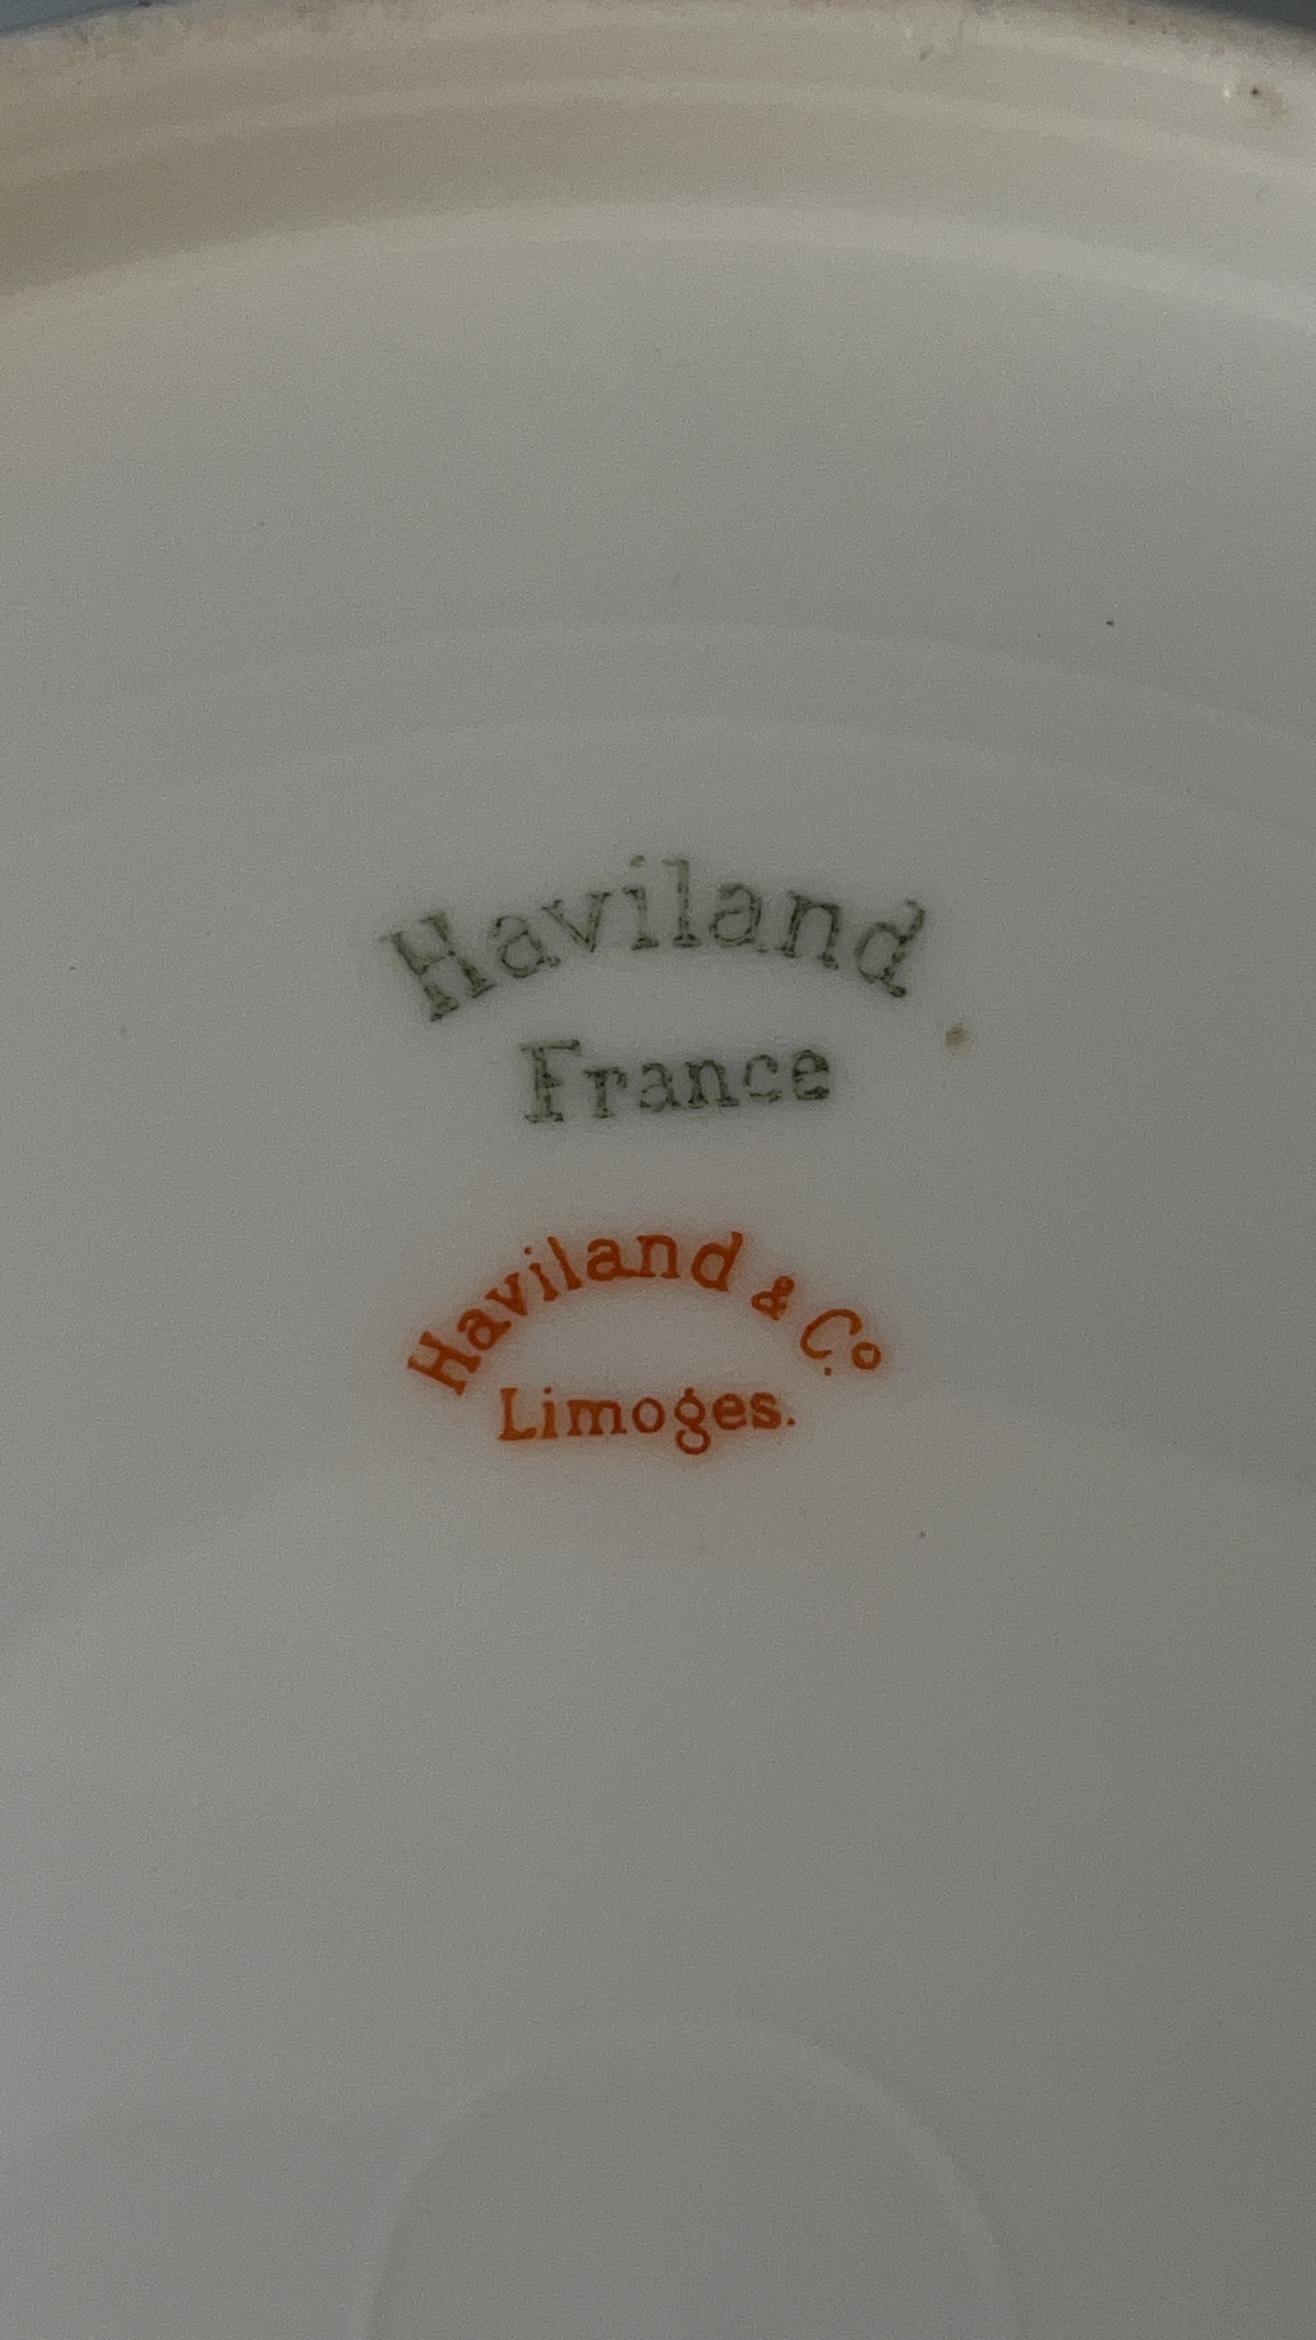 Haviland
France
Haviland & Co
Limoges.